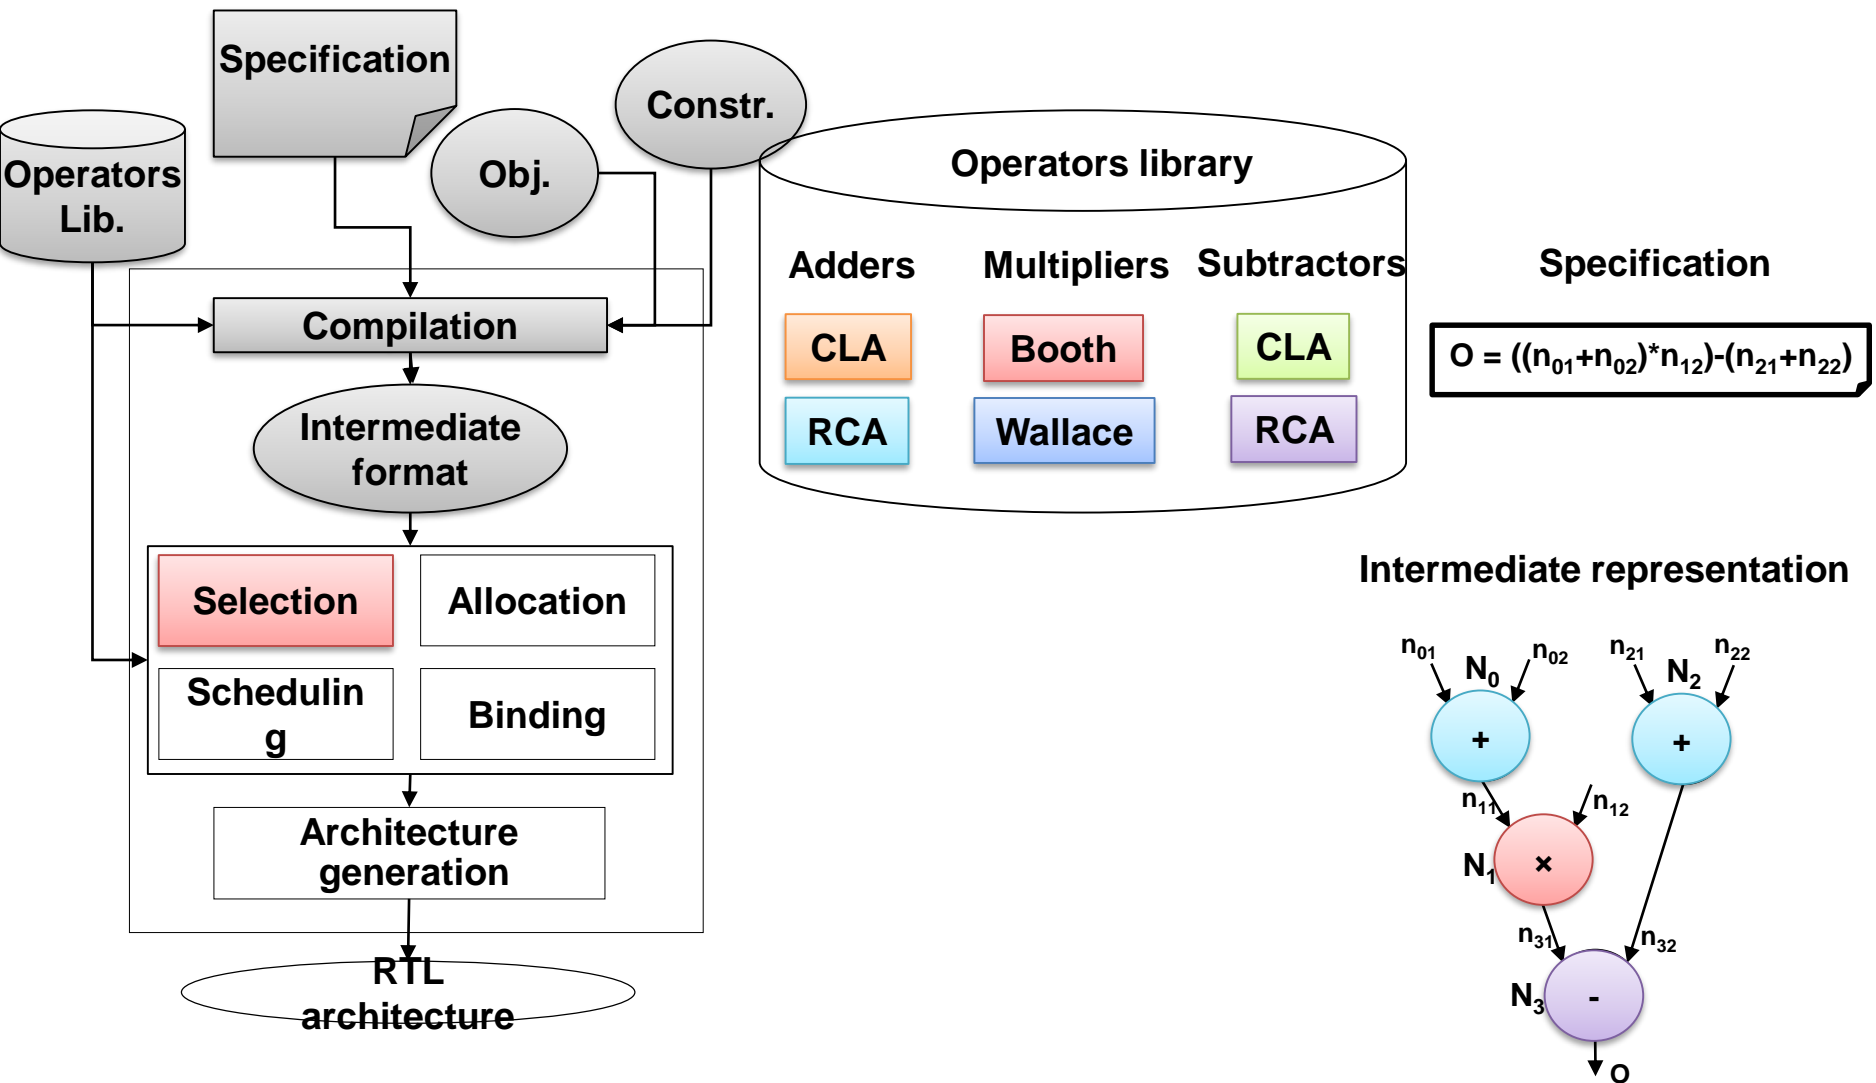 Specification
Constr.
Obj.
Operators
Lib.
Compilation
Intermediate
format
Selection
Allocation
Schedulin
g
Binding
Architecture
generation
RTL
architecture
Operators library
Adders
Multipliers
Subtractors
CLA
Booth
CLA
RCA
Wallace
RCA
Specification
O = ((n₀₁+n₀₂)*n₁₂)-(n₂₁+n₂₂)
Intermediate representation
n₀₁
N₀
n₀₂
n₂₁
N₂
n₂₂
+
+
n₁₁
n₁₂
N₁
×
n₃₁
n₃₂
N₃
-
O